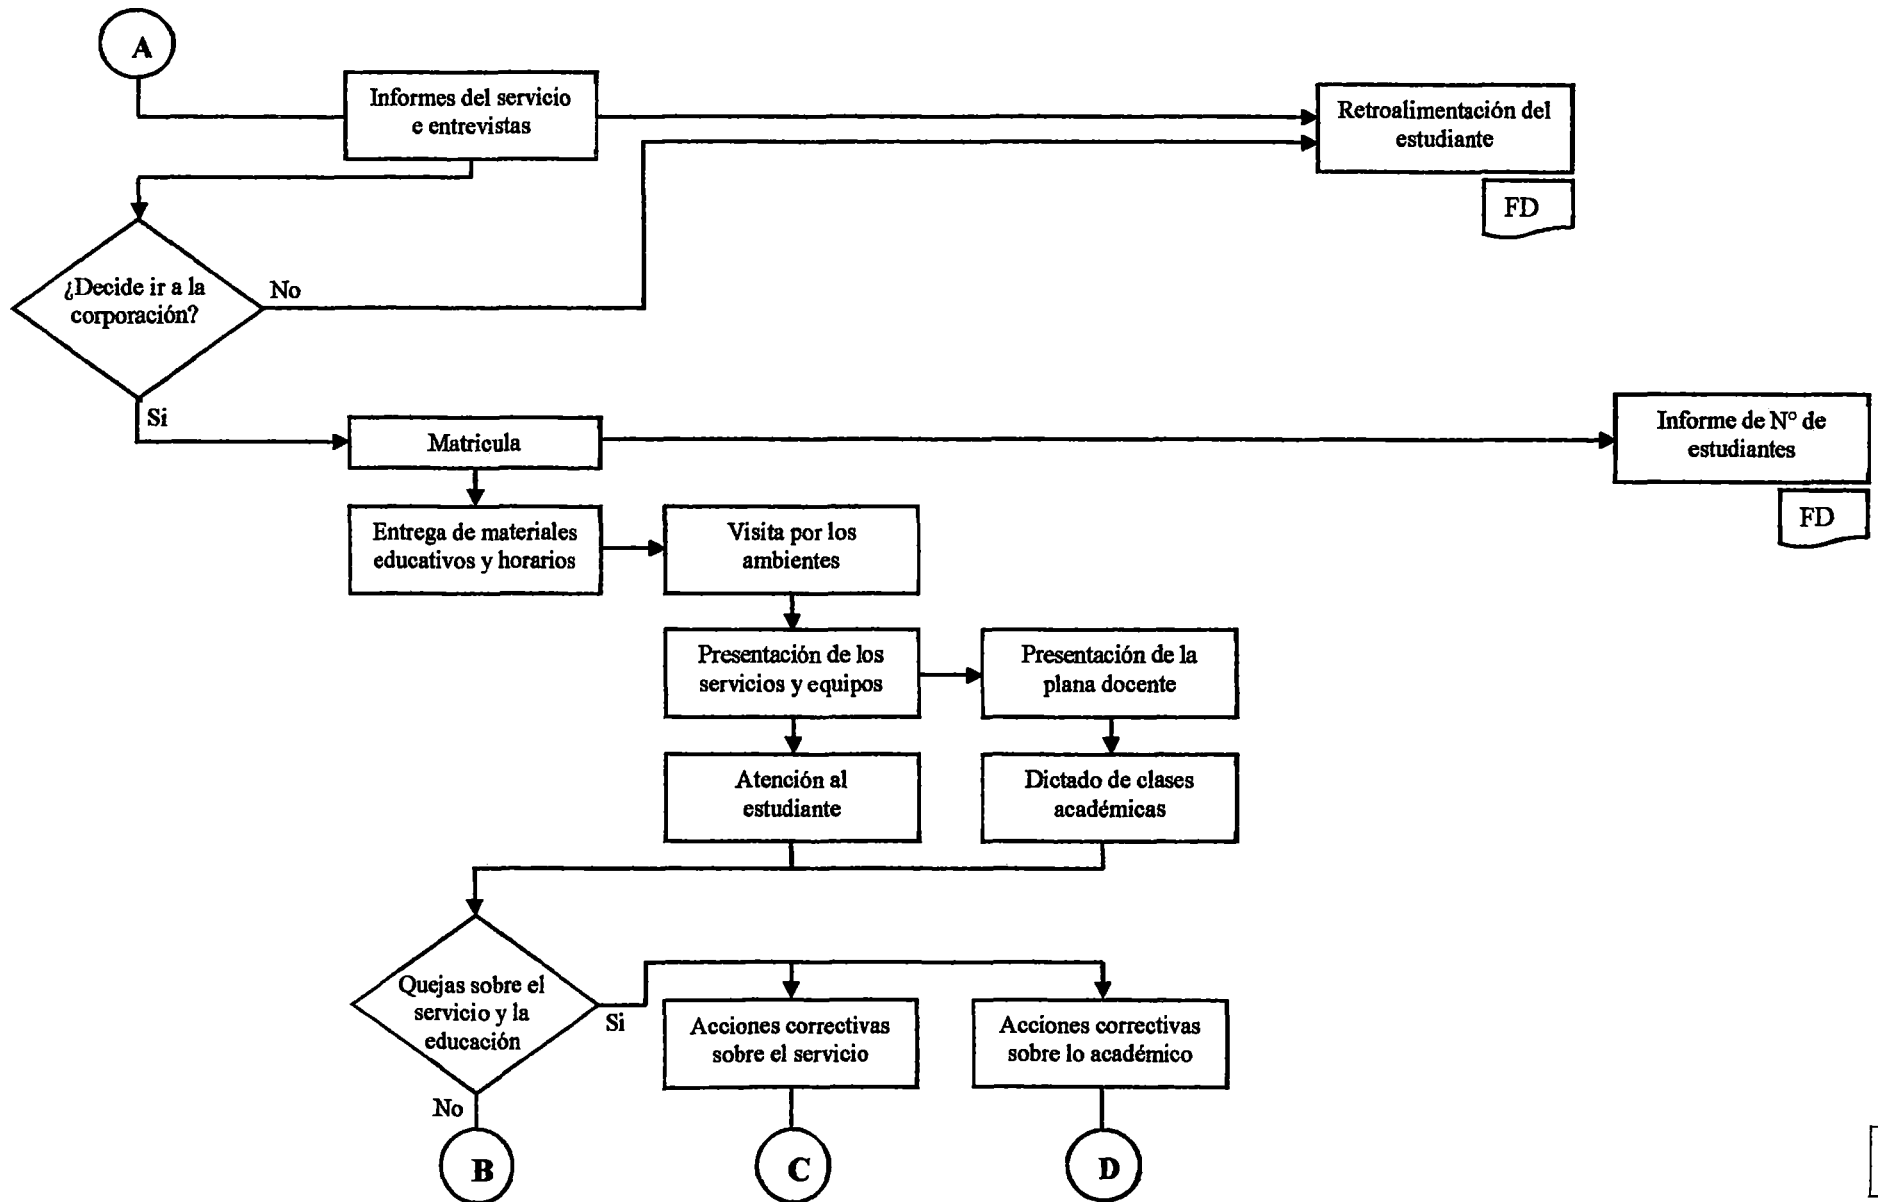 A
Informes del servicio
e entrevistas
Retroalimentación del
estudiante
FD
¿Decide ir a la
corporación?
No
Si
Matricula
Informe de N° de
estudiantes
FD
Entrega de materiales
educativos y horarios
Visita por los
ambientes
Presentación de los
servicios y equipos
Presentación de la
plana docente
Atención al
estudiante
Dictado de clases
académicas
Quejas sobre el
servicio y la
educación
Si
No
Acciones correctivas
sobre el servicio
Acciones correctivas
sobre lo académico
B
C
D